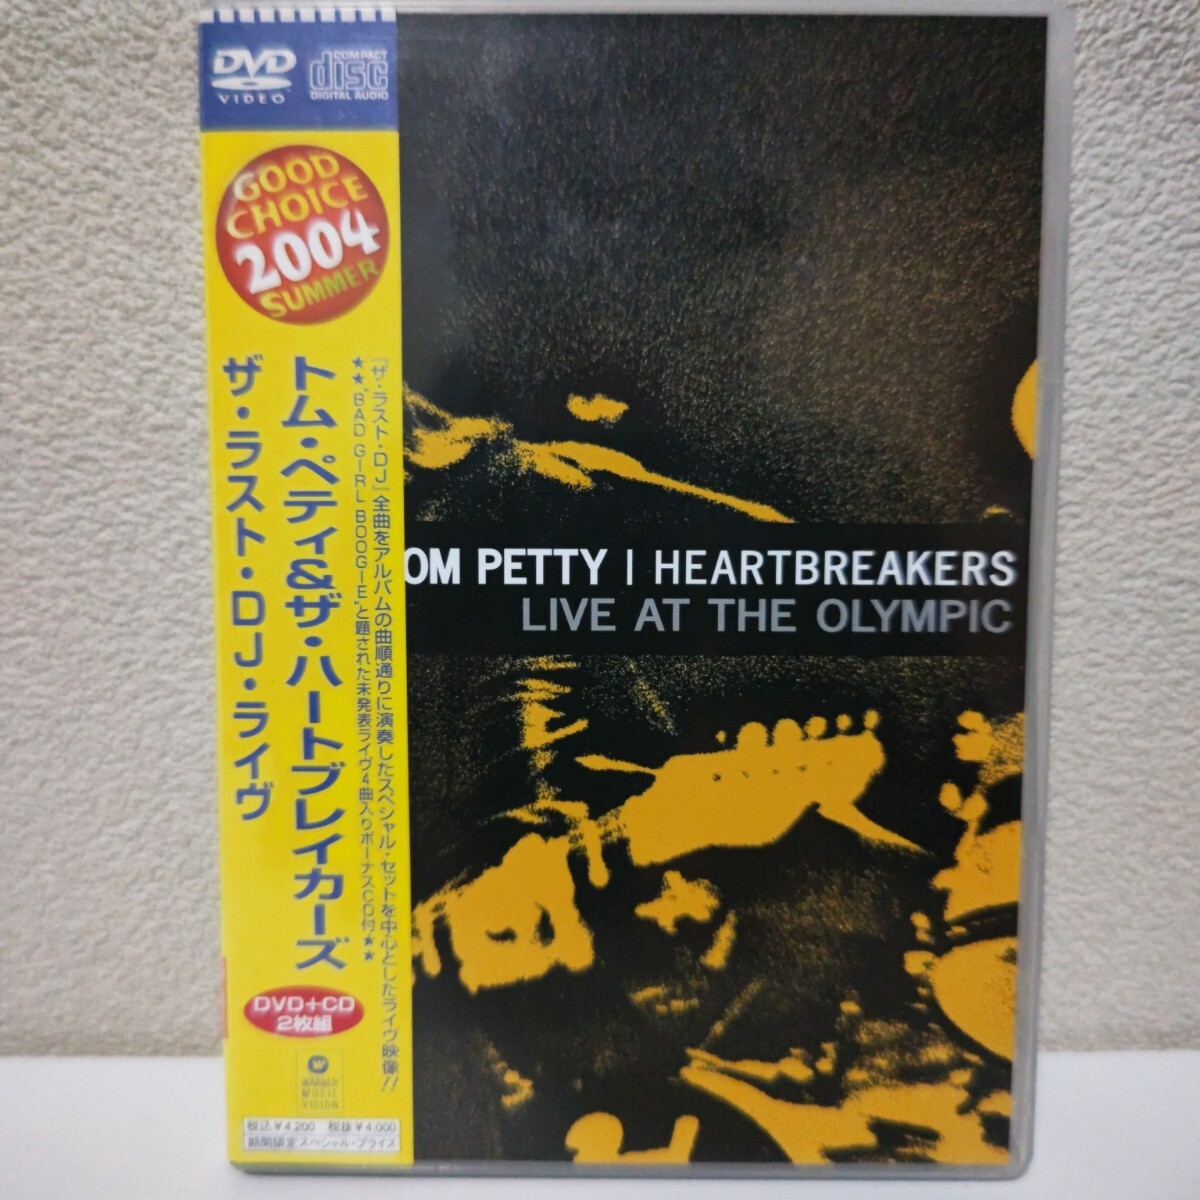 DVD
VIDEO
COMPACT
disc
DIGITAL AUDIO
GOOD
CHOICE
2004
SUMMER
「ザ・ラスト・DJ」全曲をアルバムの曲順通りに演奏したスペシャル・セットを中心としたライヴ映像!!
★★"BAD GIRL BOOGIE"と題された未発表ライヴ4曲入りボーナスCD付★★
トム・ペティ&ザ・ハートブレイカーズ
ザ・ラスト・DJ・ライヴ
DVD+CD
2枚組
WARNER
MUSIC
VISION
税込¥4,200 税抜¥4,000
期間限定スペシャル・プライス
OM PETTY | HEARTBREAKERS
LIVE AT THE OLYMPIC